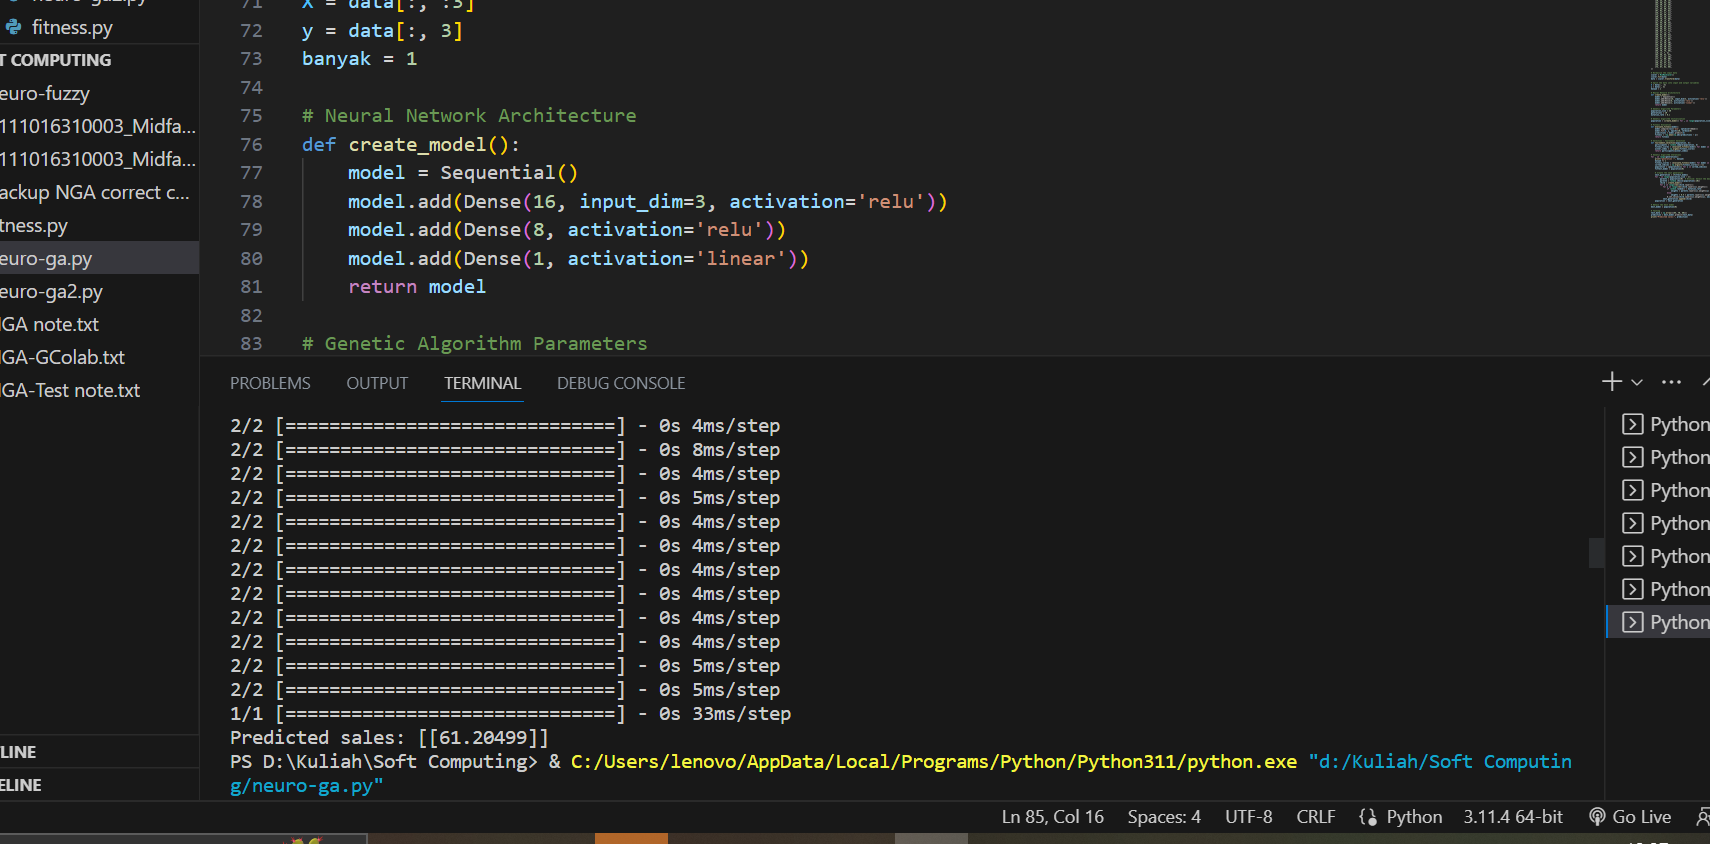 fitness.py
T COMPUTING
euro-fuzzy
111016310003_Midfa...
111016310003_Midfa...
ackup NGA correct c...
tness.py
euro-ga.py
euro-ga2.py
GA note.txt
GA-GColab.txt
GA-Test note.txt
LINE
ELINE
71 X = data[:, :3]
72 y = data[:, 3]
73 banyak = 1
74
75 # Neural Network Architecture
76 def create_model():
77 model = Sequential()
78 model.add(Dense(16, input_dim=3, activation='relu'))
79 model.add(Dense(8, activation='relu'))
80 model.add(Dense(1, activation='linear'))
81 return model
82
83 # Genetic Algorithm Parameters
PROBLEMS OUTPUT TERMINAL DEBUG CONSOLE
2/2 [==============================] - 0s 4ms/step
2/2 [==============================] - 0s 8ms/step
2/2 [==============================] - 0s 4ms/step
2/2 [==============================] - 0s 5ms/step
2/2 [==============================] - 0s 4ms/step
2/2 [==============================] - 0s 4ms/step
2/2 [==============================] - 0s 4ms/step
2/2 [==============================] - 0s 4ms/step
2/2 [==============================] - 0s 4ms/step
2/2 [==============================] - 0s 4ms/step
2/2 [==============================] - 0s 5ms/step
2/2 [==============================] - 0s 5ms/step
1/1 [==============================] - 0s 33ms/step
Predicted sales: [[61.20499]]
PS D:\Kuliah\Soft Computing> & C:/Users/lenovo/AppData/Local/Programs/Python/Python311/python.exe "d:/Kuliah/Soft Computin
g/neuro-ga.py"
Python
Python
Python
Python
Python
Python
Python
Ln 85, Col 16 Spaces: 4 UTF-8 CRLF Python 3.11.4 64-bit Go Live